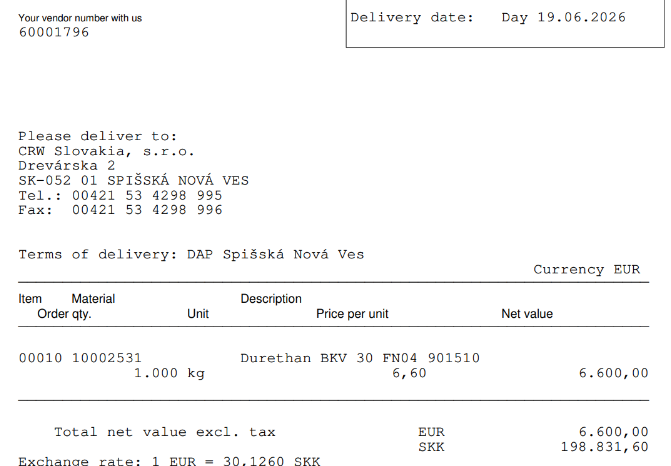 Your vendor number with us
60001796
Delivery date: Day 19.06.2026
Please deliver to:
CRW Slovakia, s.r.o.
Drevárska 2
SK-052 01 SPIŠSKÁ NOVÁ VES
Tel.: 00421 53 4298 995
Fax: 00421 53 4298 996
Terms of delivery: DAP Spišská Nová Ves
Currency EUR
Item Material Description
Order qty. Unit Price per unit Net value
00010 10002531 Durethan BKV 30 FN04 901510
1.000 kg 6,60 6.600,00
Total net value excl. tax EUR 6.600,00
SKK 198.831,60
Exchange rate: 1 EUR = 30.1260 SKK